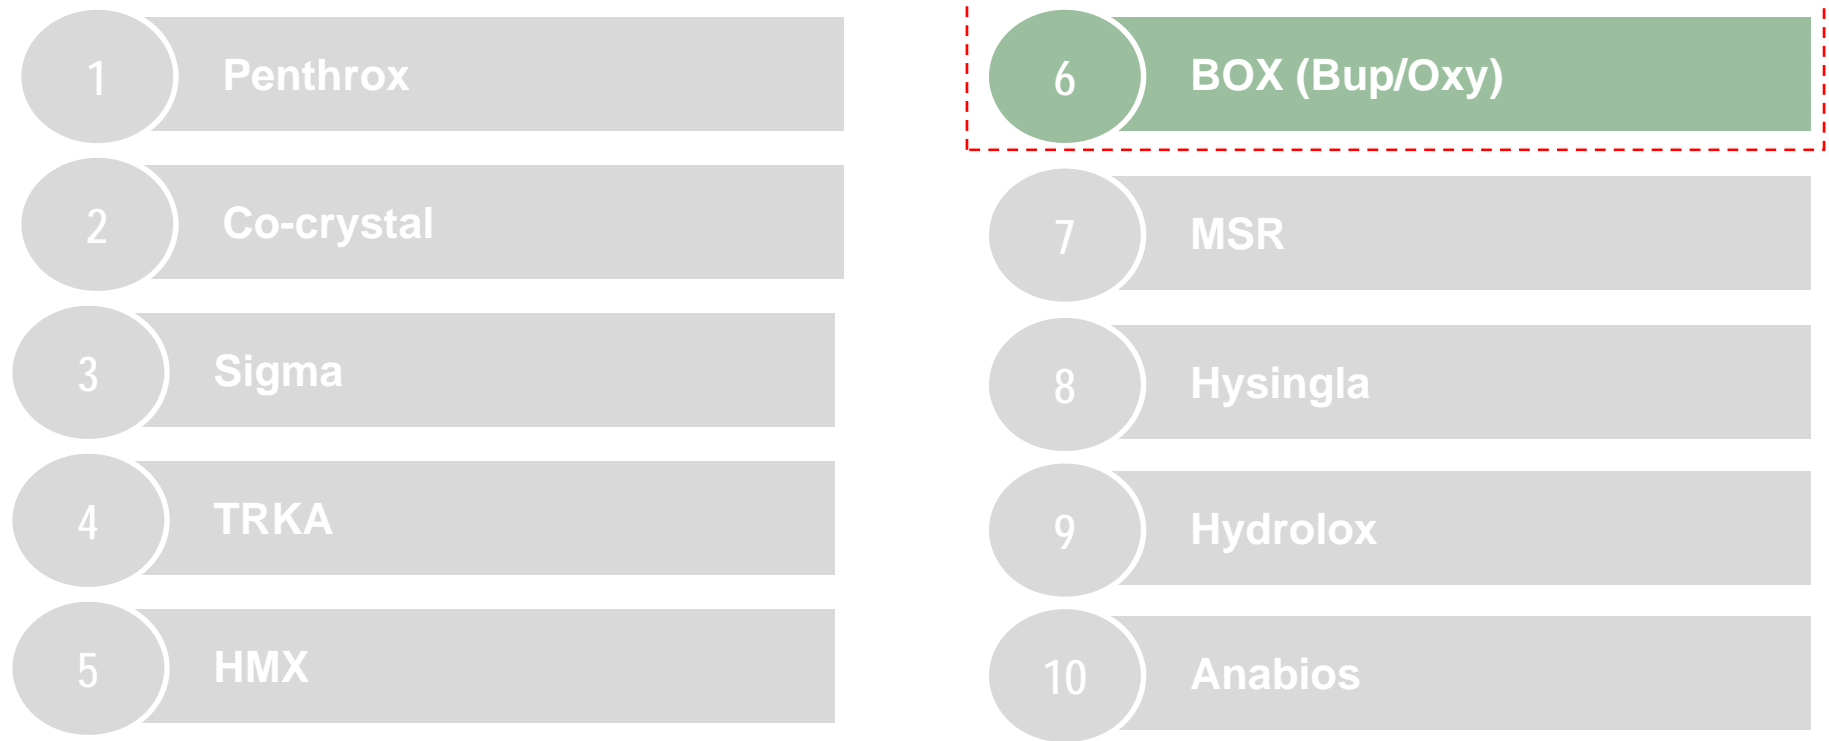 1 Penthrox
2 Co-crystal
3 Sigma
4 TRKA
5 HMX
6 BOX (Bup/Oxy)
7 MSR
8 Hysingla
9 Hydrolox
10 Anabios